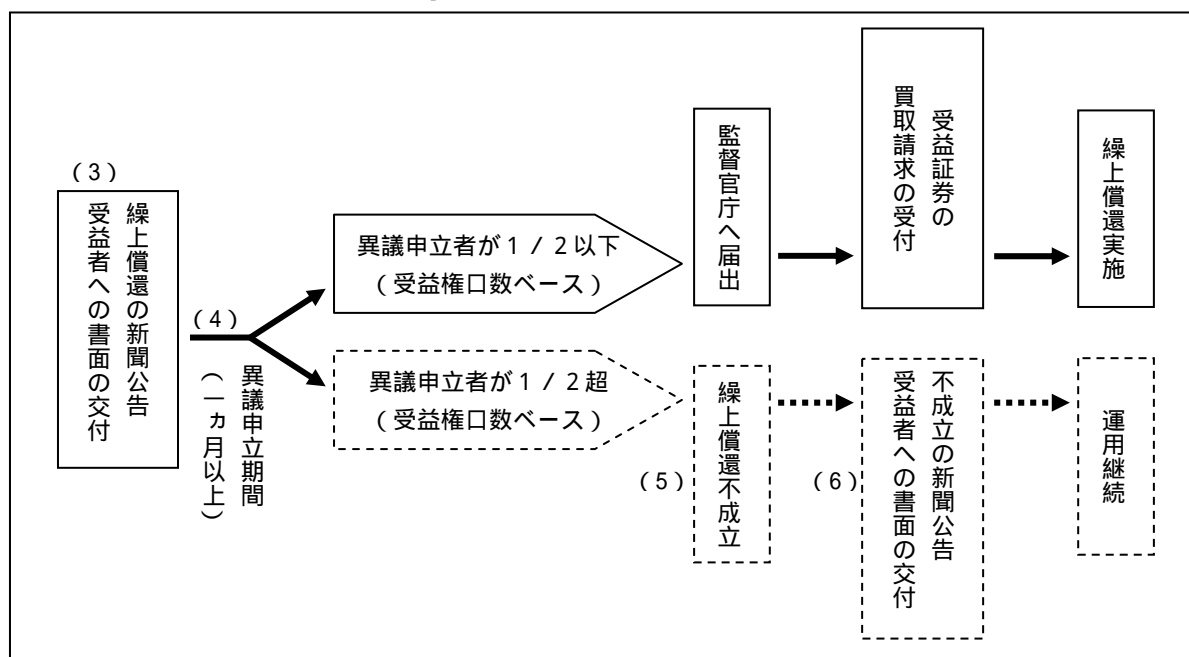 （3）
繰上償還の新聞公告
受益者への書面の交付
（4）
異議申立期間
（一ヵ月以上）
異議申立者が1／2以下
（受益権口数ベース）
監督官庁へ届出
受益証券の
買取請求の受付
繰上償還実施
異議申立者が1／2超
（受益権口数ベース）
（5）
繰上償還不成立
（6）
不成立の新聞公告
受益者への書面の交付
運用継続